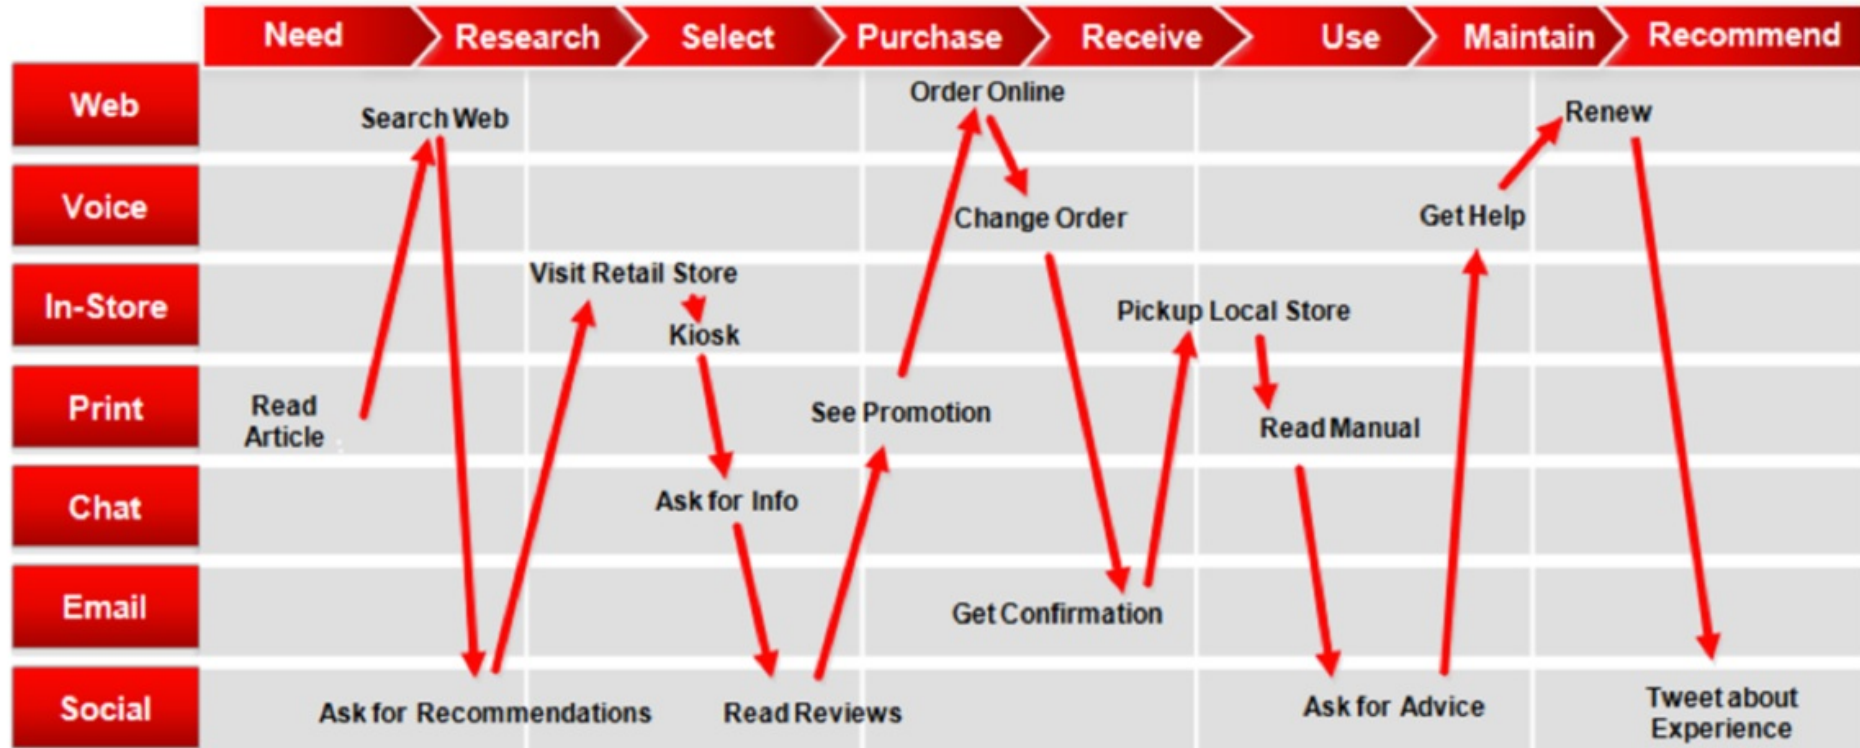 Need Research Select Purchase Receive Use Maintain Recommend
Web
Search Web
Order Online
Renew
Voice
Change Order
Get Help
In-Store
Visit Retail Store
Kiosk
Pickup Local Store
Print
Read
Article
See Promotion
Read Manual
Chat
Ask for Info
Email
Get Confirmation
Social
Ask for Recommendations
Read Reviews
Ask for Advice
Tweet about
Experience